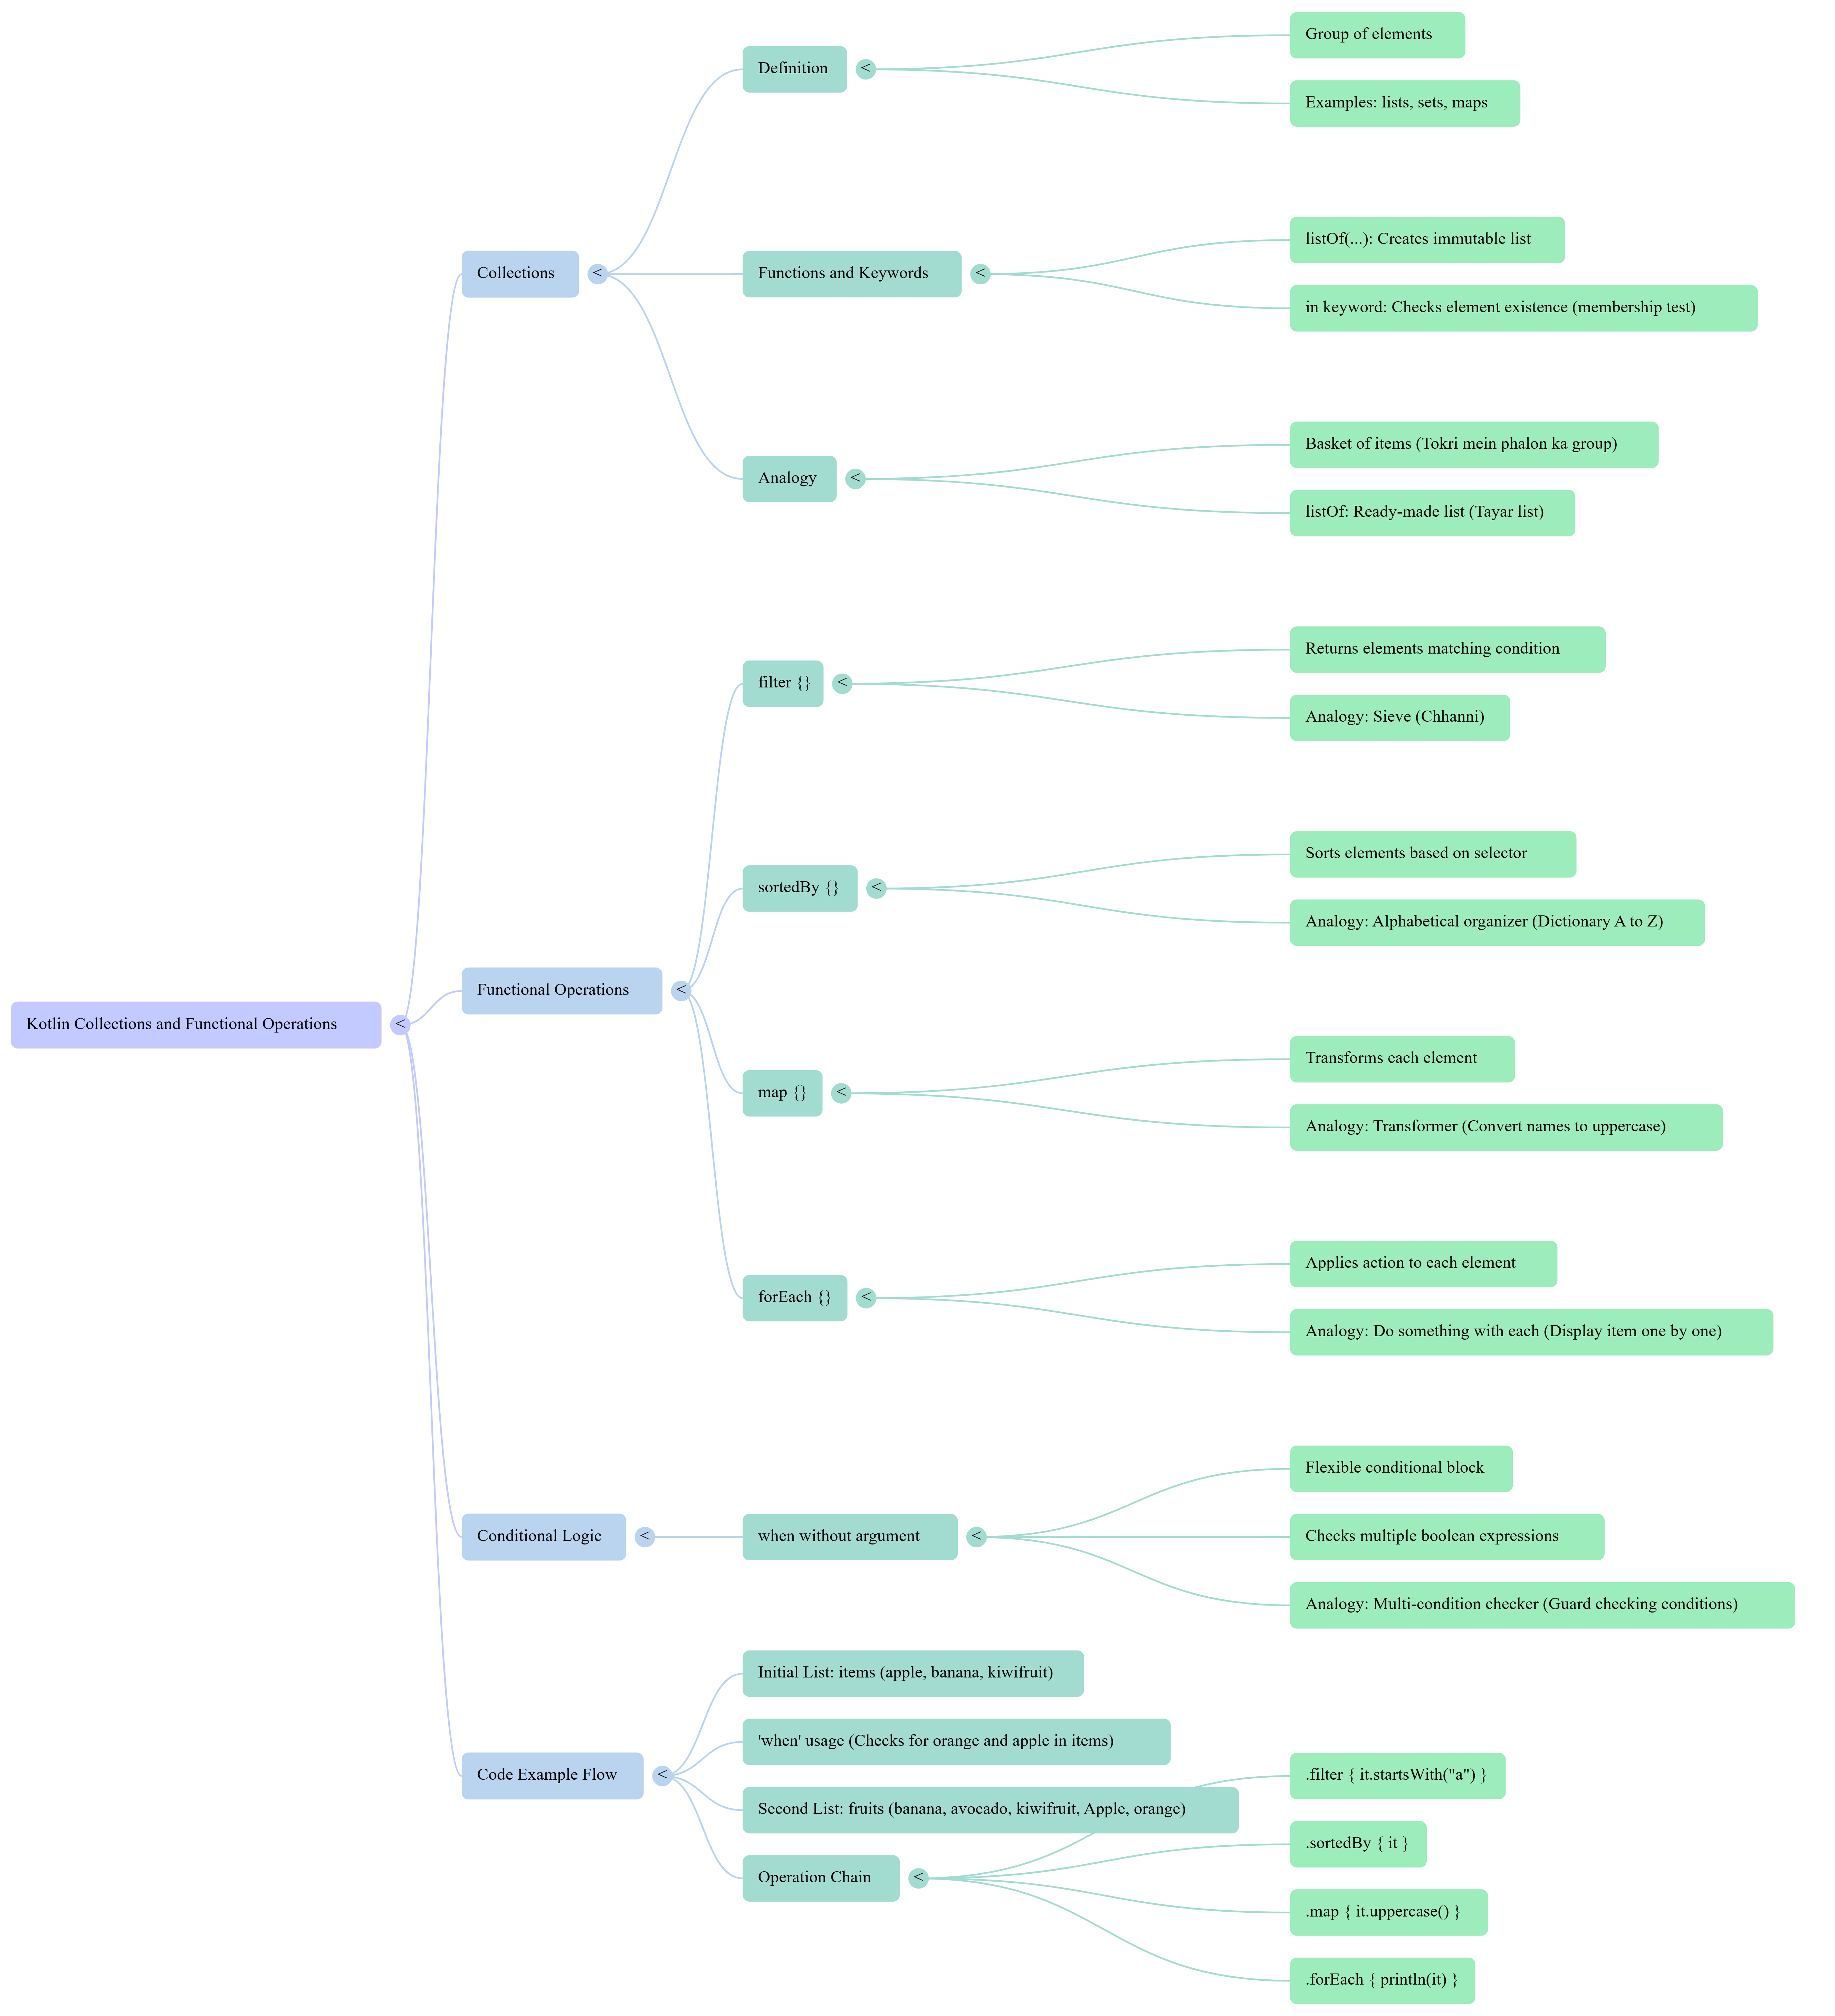 Kotlin Collections and Functional Operations
<
Collections
<
Definition
<
Group of elements
Examples: lists, sets, maps
Functions and Keywords
<
listOf(...): Creates immutable list
in keyword: Checks element existence (membership test)
Analogy
<
Basket of items (Tokri mein phalon ka group)
listOf: Ready-made list (Tayar list)
Functional Operations
<
filter {}
<
Returns elements matching condition
Analogy: Sieve (Chhanni)
sortedBy {}
<
Sorts elements based on selector
Analogy: Alphabetical organizer (Dictionary A to Z)
map {}
<
Transforms each element
Analogy: Transformer (Convert names to uppercase)
forEach {}
<
Applies action to each element
Analogy: Do something with each (Display item one by one)
Conditional Logic
<
when without argument
<
Flexible conditional block
Checks multiple boolean expressions
Analogy: Multi-condition checker (Guard checking conditions)
Code Example Flow
<
Initial List: items (apple, banana, kiwifruit)
'when' usage (Checks for orange and apple in items)
Second List: fruits (banana, avocado, kiwifruit, Apple, orange)
Operation Chain
<
.filter { it.startsWith("a") }
.sortedBy { it }
.map { it.uppercase() }
.forEach { println(it) }